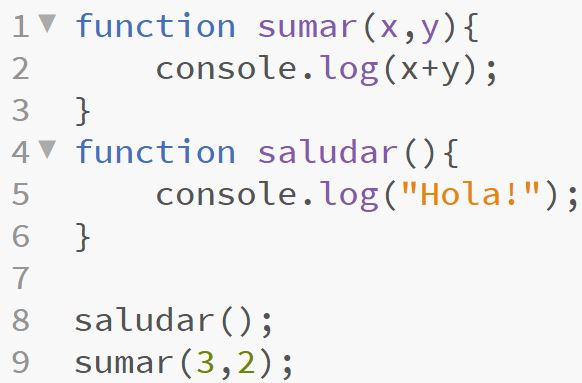 1 function sumar(x,y){
2     console.log(x+y);
3 }
4 function saludar(){
5     console.log("Hola!");
6 }
7
8 saludar();
9 sumar(3,2);